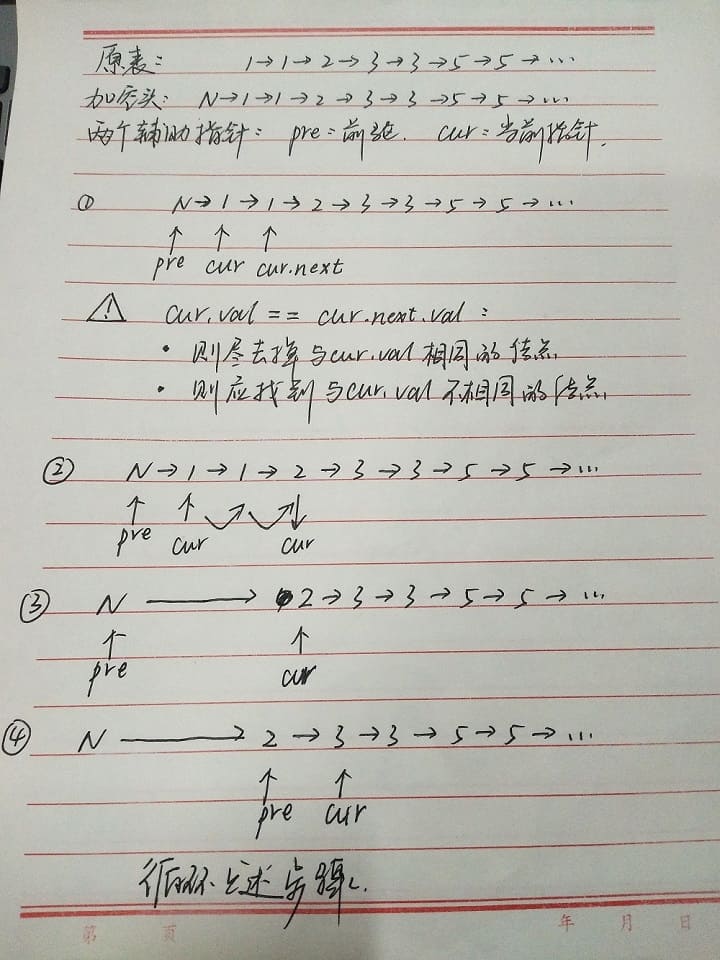 原表: 1→1→2→3→3→5→5→...
加空头: N→1→1→2→3→3→5→5→...
两个辅助指针: pre=前驱. cur=当前指针.
① N→1→1→2→3→3→5→5→...
↑ ↑ ↑
pre cur cur.next
⚠ cur.val == cur.next.val:
· 则尽去掉与cur.val相同的结点.
· 则应找到与cur.val不相同的结点.
② N→1→1→2→3→3→5→5→...
↑ ↑ ↓
pre cur cur
③ N→2→3→3→5→5→...
↑ ↑
pre cur
④ N→2→3→3→5→5→...
↑ ↑
pre cur
循环上述步骤.
第 页 年 月 日